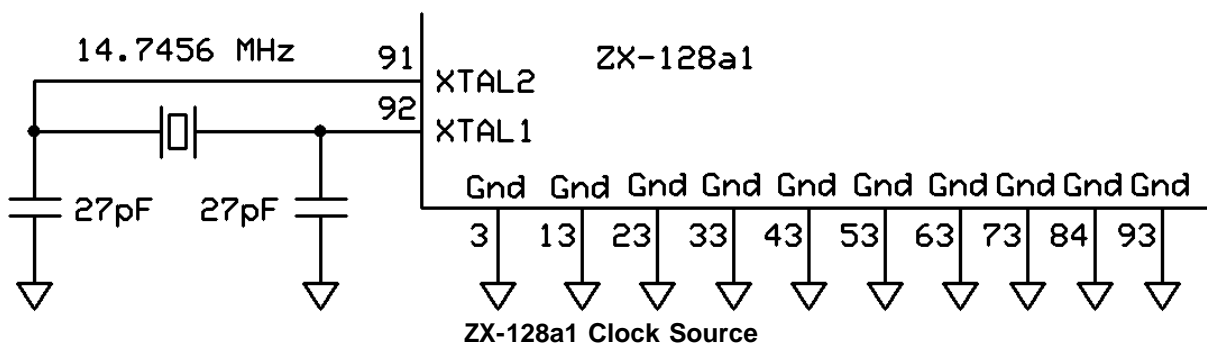 14.7456 MHz
91
ZX-128a1
XTAL2
92
XTAL1
Gnd Gnd Gnd Gnd Gnd Gnd Gnd Gnd Gnd Gnd
27pF 27pF
3 13 23 33 43 53 63 73 84 93
ZX-128a1 Clock Source